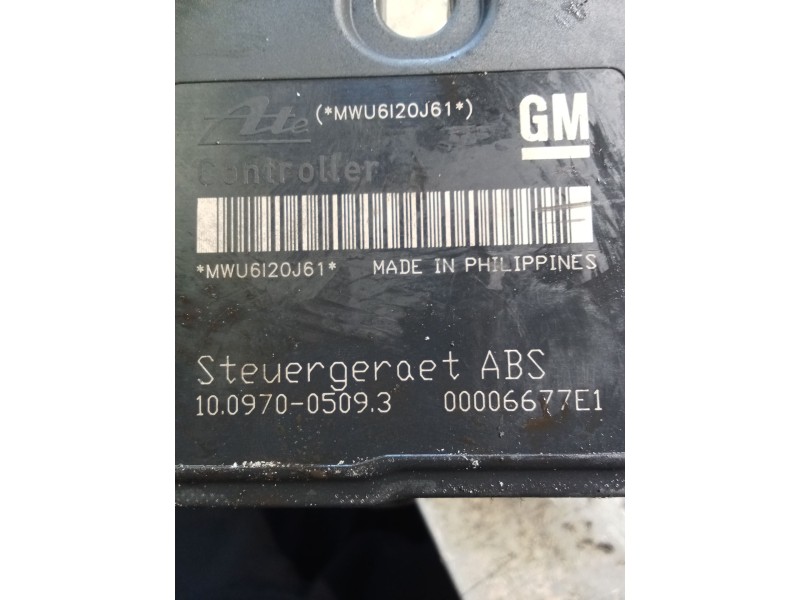 Ate (*MWU6I20J61*) GM
Controller
*MWU6I20J61* MADE IN PHILIPPINES
Steuergeraet ABS
10.0970-0509.3 00006677E1